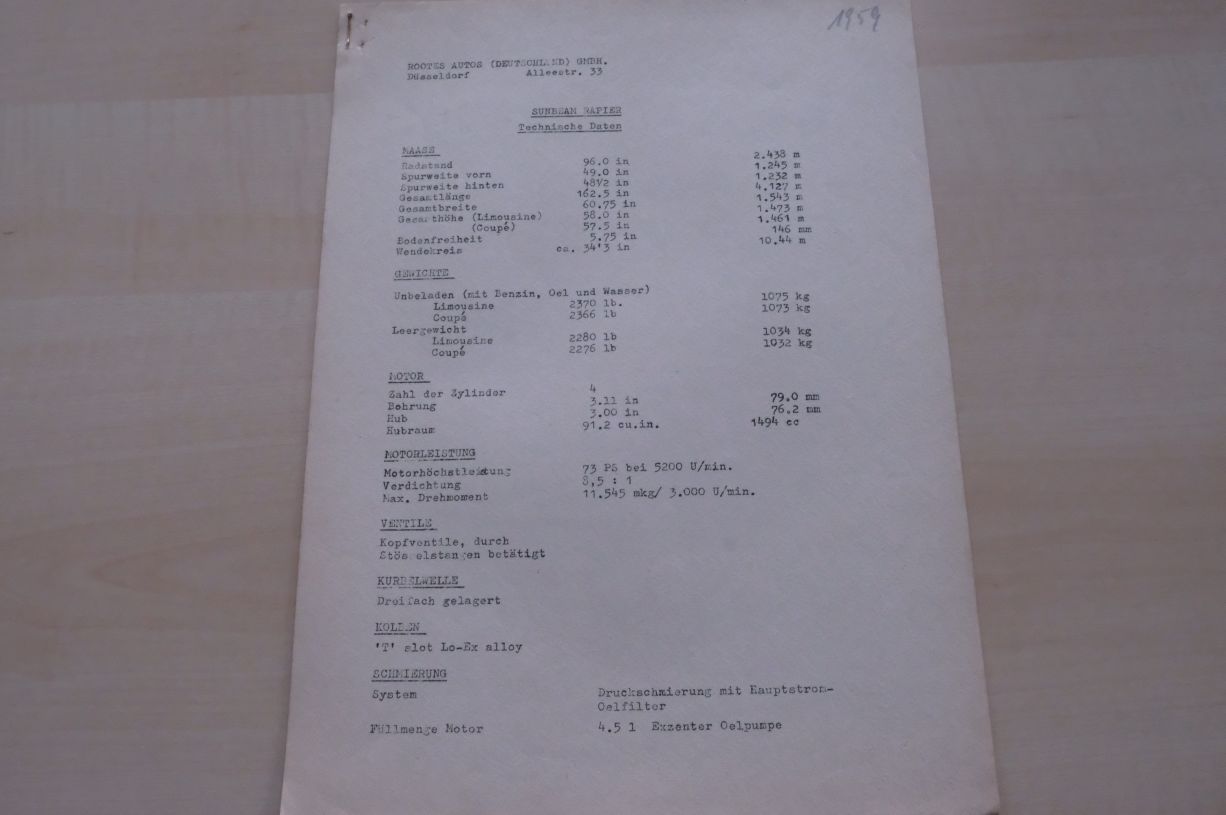 1959
ROOTES AUTOS (DEUTSCHLAND) GMBH.
Düsseldorf Alleestr. 33
SUNBEAM RAPIER
Technische Daten
MAASE
Radstand 96.0 in 2.438 m
Spurweite vorn 49.0 in 1.245 m
Spurweite hinten 48½ in 1.232 m
Gesamtlänge 162.5 in 4.127 m
Gesamtbreite 60.75 in 1.543 m
Gesamthöhe (Limousine) 58.0 in 1.473 m
(Coupé) 57.5 in 1.461 m
Bodenfreiheit 5.75 in 146 mm
Wendekreis ca. 34'3 in 10.44 m
GEWICHTE
Unbeladen (mit Benzin, Oel und Wasser)
Limousine 2370 lb. 1075 kg
Coupé 2366 lb 1073 kg
Leergewicht
Limousine 2280 lb 1034 kg
Coupé 2276 lb 1032 kg
MOTOR
Zahl der Zylinder 4
Bohrung 3.11 in 79.0 mm
Hub 3.00 in 76.2 mm
Hubraum 91.2 cu.in. 1494 cc
MOTORLEISTUNG
Motorhöchstleistung 73 PS bei 5200 U/min.
Verdichtung 8,5 : 1
Max. Drehmoment 11.545 mkg/ 3.000 U/min.
VENTILE
Kopfventile, durch
Stösselstangen betätigt
KURBELWELLE
Dreifach gelagert
KOLBEN
'T' slot Lo-Ex alloy
SCHMIERUNG
System Druckschmierung mit Hauptstrom-
Oelfilter
Füllmenge Motor 4.5 l Exzenter Oelpumpe